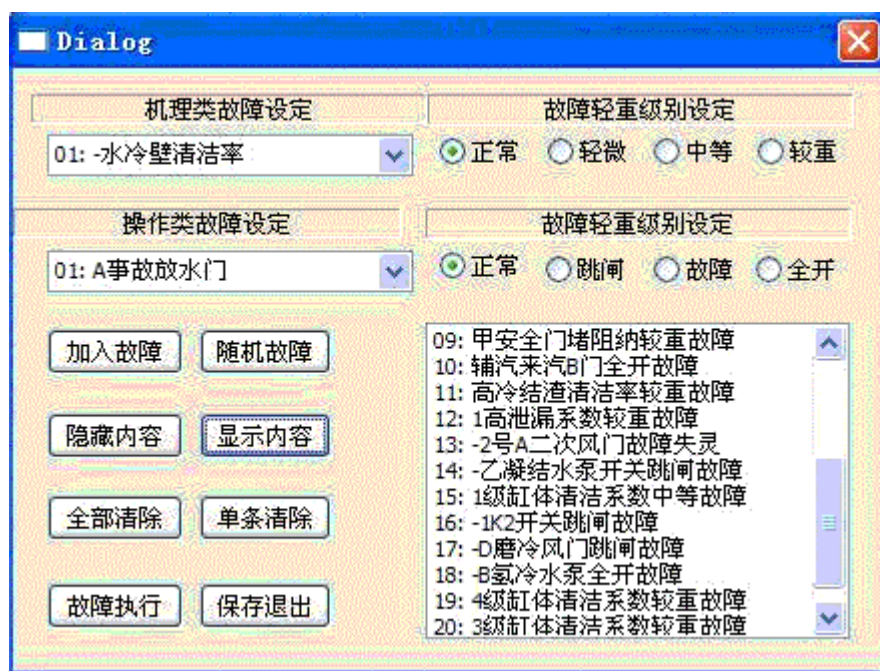 Dialog
机理类故障设定
故障轻重级别设定
01: -水冷壁清洁率
正常 轻微 中等 较重
操作类故障设定
故障轻重级别设定
01: A事故放水门
正常 跳闸 故障 全开
加入故障 随机故障
隐藏内容 显示内容
全部清除 单条清除
故障执行 保存退出
09: 甲安全门堵阻纳较重故障
10: 辅汽来汽B门全开故障
11: 高冷结渣清洁率较重故障
12: 1高泄漏系数较重故障
13: -2号A二次风门故障失灵
14: -乙凝结水泵开关跳闸故障
15: 1级缸体清洁系数中等故障
16: -1K2开关跳闸故障
17: -D磨冷风门跳闸故障
18: -B氢冷水泵全开故障
19: 4级缸体清洁系数较重故障
20: 3级缸体清洁系数较重故障